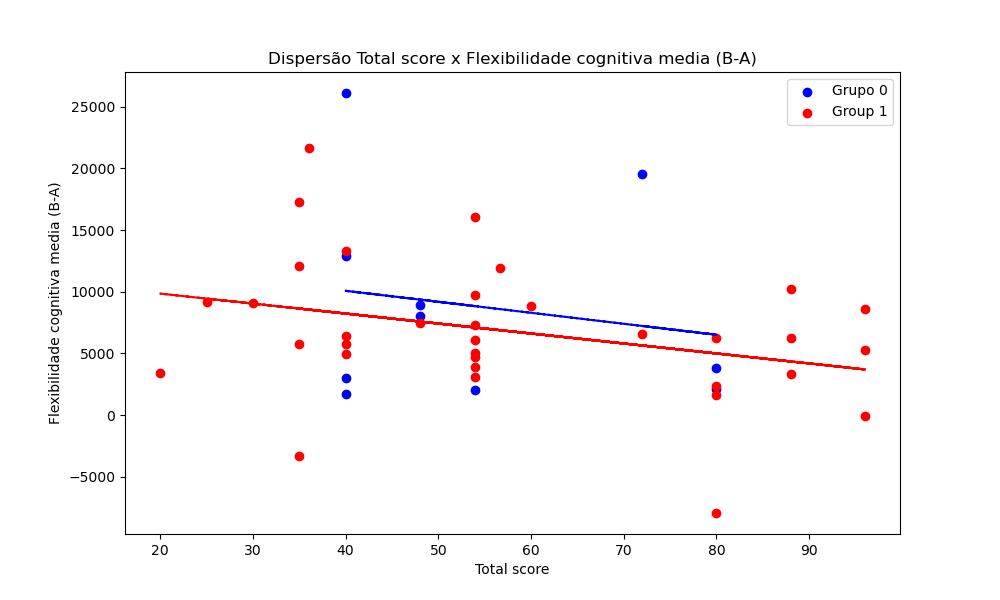 Dispersão Total score x Flexibilidade cognitiva media (B-A)
Grupo 0
Group 1
Flexibilidade cognitiva media (B-A)
25000
20000
15000
10000
5000
0
−5000
20 30 40 50 60 70 80 90
Total score